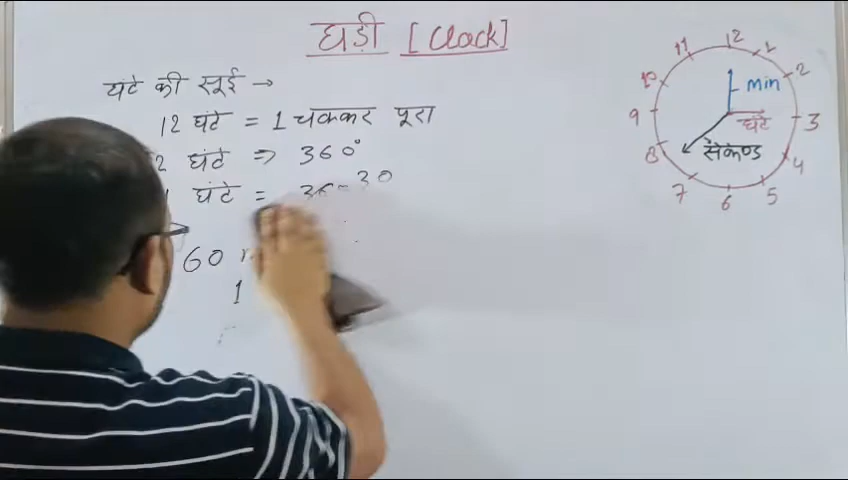 घड़ी [Clock]
घंटे की सूई →
12 घंटे = 1 चक्कर पूरा
2 घंटे ⇒ 360°
घंटे = 36 30
60
1
12
1
2
3
4
5
6
7
8
9
10
11
min
घंटे
सेकेण्ड